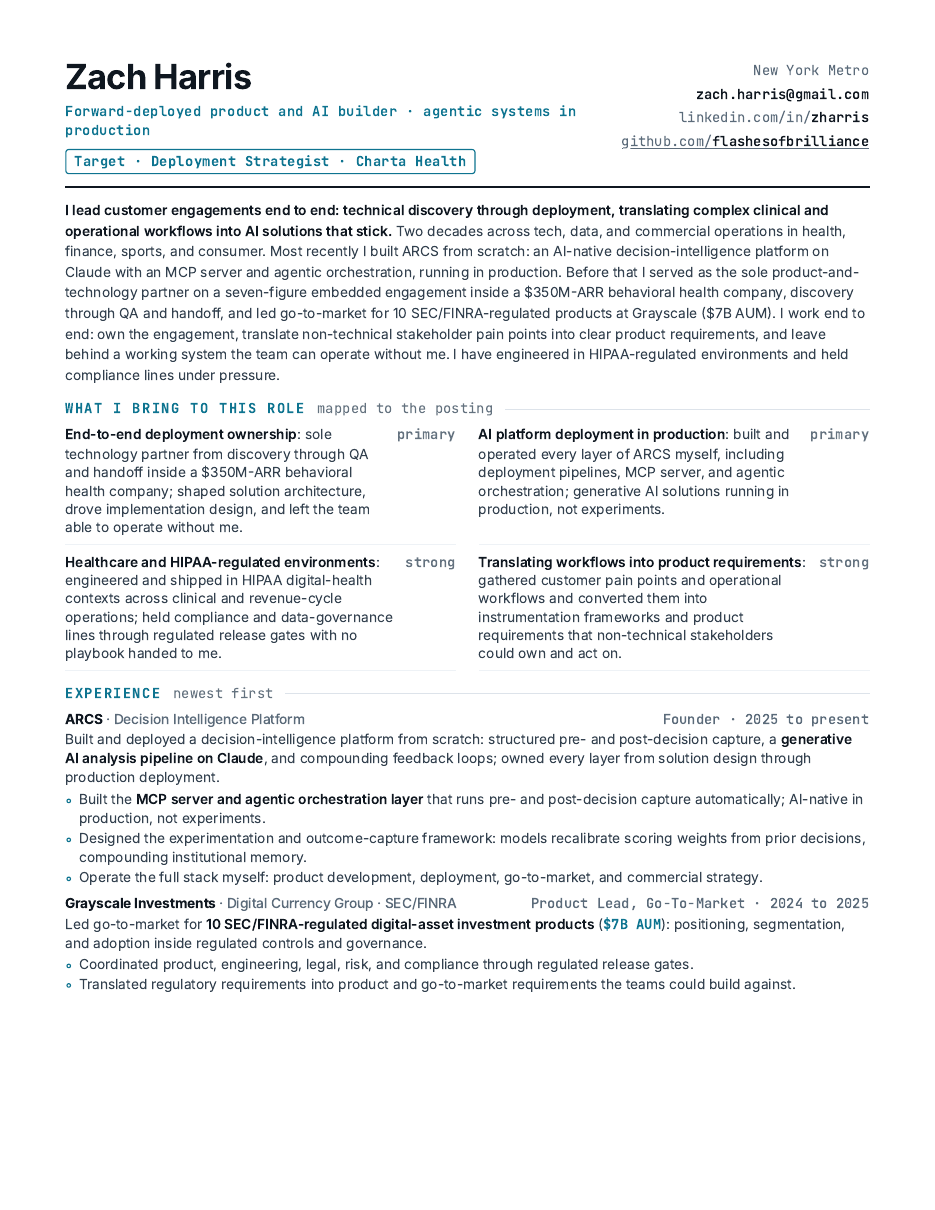 Zach Harris
New York Metro
zach.harris@gmail.com
linkedin.com/in/zharris
github.com/flashesofbrilliance
Forward-deployed product and AI builder · agentic systems in
production
Target · Deployment Strategist · Charta Health
I lead customer engagements end to end: technical discovery through deployment, translating complex clinical and
operational workflows into AI solutions that stick. Two decades across tech, data, and commercial operations in health,
finance, sports, and consumer. Most recently I built ARCS from scratch: an AI-native decision-intelligence platform on
Claude with an MCP server and agentic orchestration, running in production. Before that I served as the sole product-and-
technology partner on a seven-figure embedded engagement inside a $350M-ARR behavioral health company, discovery
through QA and handoff, and led go-to-market for 10 SEC/FINRA-regulated products at Grayscale ($7B AUM). I work end to
end: own the engagement, translate non-technical stakeholder pain points into clear product requirements, and leave
behind a working system the team can operate without me. I have engineered in HIPAA-regulated environments and held
compliance lines under pressure.
WHAT I BRING TO THIS ROLE mapped to the posting
End-to-end deployment ownership: sole primary
technology partner from discovery through QA
and handoff inside a $350M-ARR behavioral
health company; shaped solution architecture,
drove implementation design, and left the team
able to operate without me.
AI platform deployment in production: built and primary
operated every layer of ARCS myself, including
deployment pipelines, MCP server, and agentic
orchestration; generative AI solutions running in
production, not experiments.
Healthcare and HIPAA-regulated environments: strong
engineered and shipped in HIPAA digital-health
contexts across clinical and revenue-cycle
operations; held compliance and data-governance
lines through regulated release gates with no
playbook handed to me.
Translating workflows into product requirements: strong
gathered customer pain points and operational
workflows and converted them into
instrumentation frameworks and product
requirements that non-technical stakeholders
could own and act on.
EXPERIENCE newest first
ARCS · Decision Intelligence Platform Founder · 2025 to present
Built and deployed a decision-intelligence platform from scratch: structured pre- and post-decision capture, a generative
AI analysis pipeline on Claude, and compounding feedback loops; owned every layer from solution design through
production deployment.
Built the MCP server and agentic orchestration layer that runs pre- and post-decision capture automatically; AI-native in
production, not experiments.
Designed the experimentation and outcome-capture framework: models recalibrate scoring weights from prior decisions,
compounding institutional memory.
Operate the full stack myself: product development, deployment, go-to-market, and commercial strategy.
Grayscale Investments · Digital Currency Group · SEC/FINRA Product Lead, Go-To-Market · 2024 to 2025
Led go-to-market for 10 SEC/FINRA-regulated digital-asset investment products ($7B AUM): positioning, segmentation,
and adoption inside regulated controls and governance.
Coordinated product, engineering, legal, risk, and compliance through regulated release gates.
Translated regulatory requirements into product and go-to-market requirements the teams could build against.